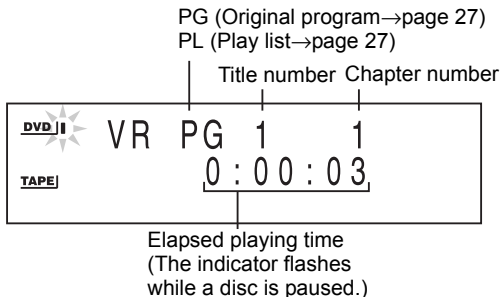 PG (Original program→page 27)
PL (Play list→page 27)
Title number Chapter number
DVD VR PG 1 1
TAPE 0:00:03
Elapsed playing time
(The indicator flashes
while a disc is paused.)